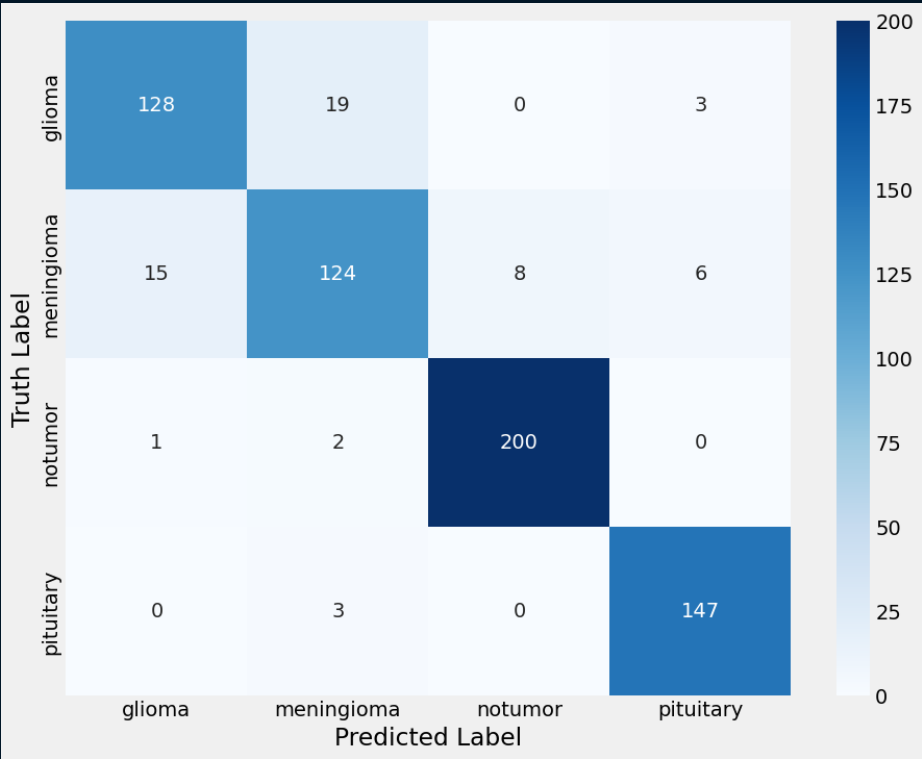 200
glioma 128 19 0 3
175
150
meningioma 15 124 8 6
125
Truth Label
100
notumor 1 2 200 0
75
50
pituitary 0 3 0 147
25
0
glioma meningioma notumor pituitary
Predicted Label